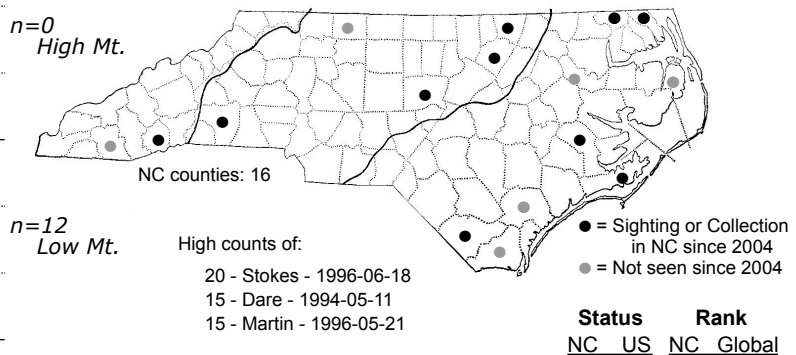 n=0
High Mt.
NC counties: 16
n=12
Low Mt.
High counts of:
20 - Stokes - 1996-06-18
15 - Dare - 1994-05-11
15 - Martin - 1996-05-21
= Sighting or Collection
in NC since 2004
= Not seen since 2004
Status Rank
NC US NC Global